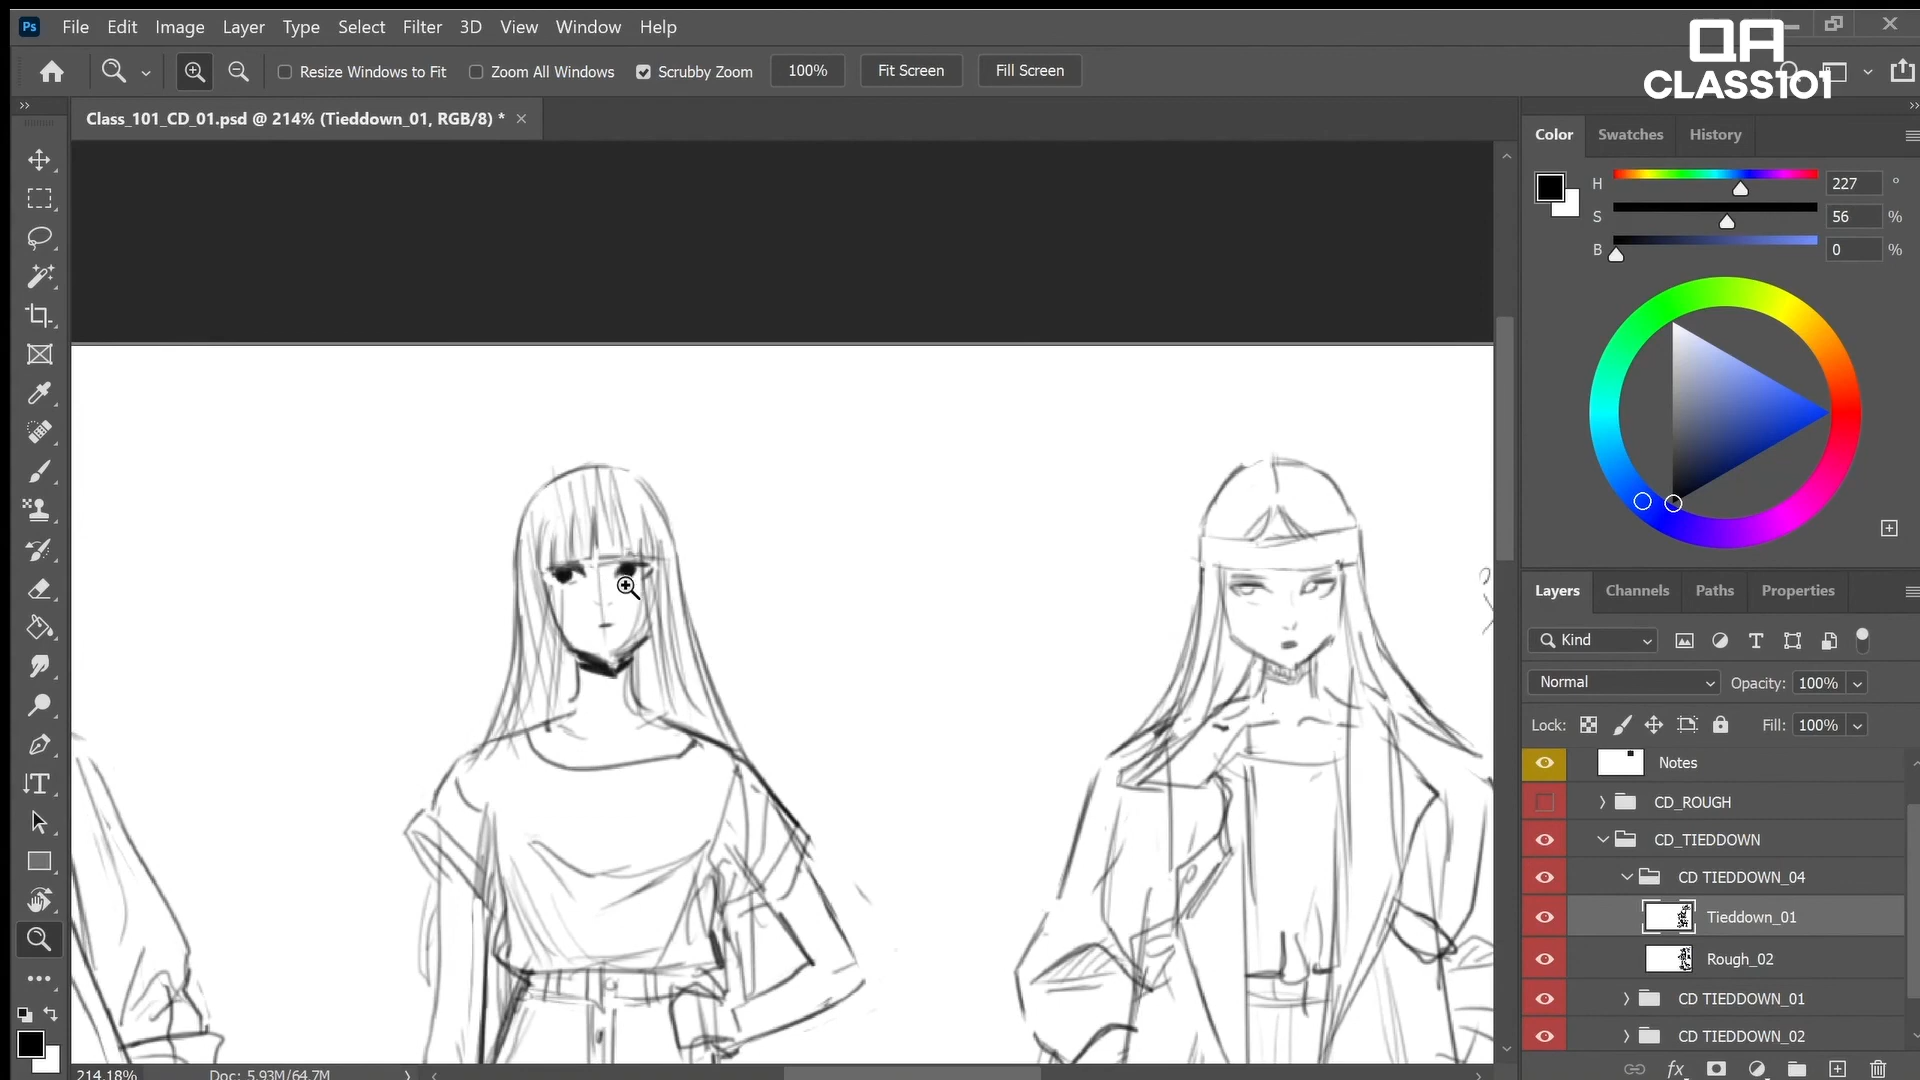 Ps File Edit Image Layer Type Select Filter 3D View Window Help
QA
CLASS101
Resize Windows to Fit Zoom All Windows Scrubby Zoom 100% Fit Screen Fill Screen
Class_101_CD_01.psd @ 214% (Tieddown_01, RGB/8) *
Color Swatches History
H 227 °
S 56 %
B 0 %
Layers Channels Paths Properties
Kind
Normal Opacity: 100%
Lock: Fill: 100%
Notes
CD_ROUGH
CD_TIEDDOWN
CD TIEDDOWN_04
Tieddown_01
Rough_02
CD TIEDDOWN_01
CD TIEDDOWN_02
fx
214.18% Doc: 5.93M/64.7M